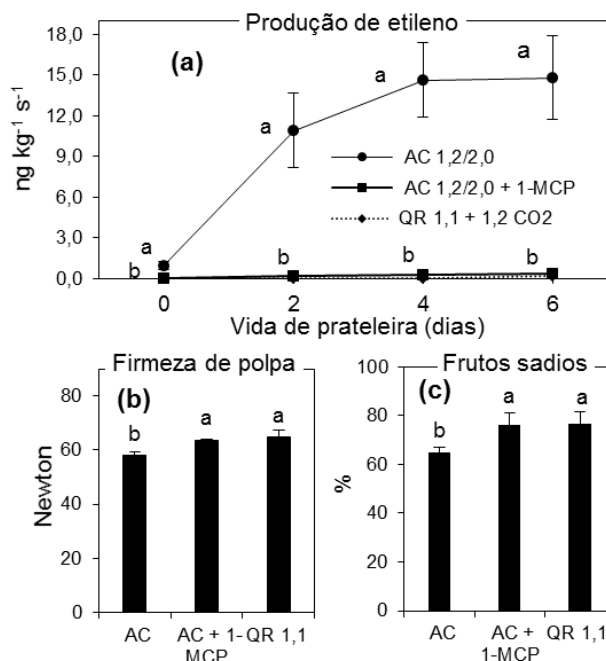 Produção de etileno
18,0
15,0
12,0
9,0
6,0
3,0
0,0
ng kg⁻¹ s⁻¹
(a)
a
a
a
a
AC 1,2/2,0
AC 1,2/2,0 + 1-MCP
QR 1,1 + 1,2 CO2
b
b
b
b
0 2 4 6
Vida de prateleira (dias)
Firmeza de polpa
80
60
40
20
0
Newton
(b)
b a a
AC AC + 1-MCP QR 1,1
Frutos sadios
100
80
60
40
20
0
%
(c)
b a a
AC AC + 1-MCP QR 1,1